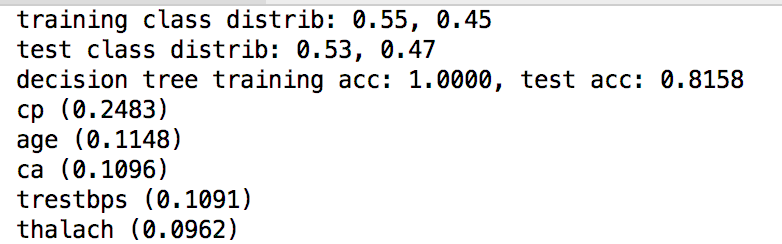 training class distrib: 0.55, 0.45
test class distrib: 0.53, 0.47
decision tree training acc: 1.0000, test acc: 0.8158
cp (0.2483)
age (0.1148)
ca (0.1096)
trestbps (0.1091)
thalach (0.0962)